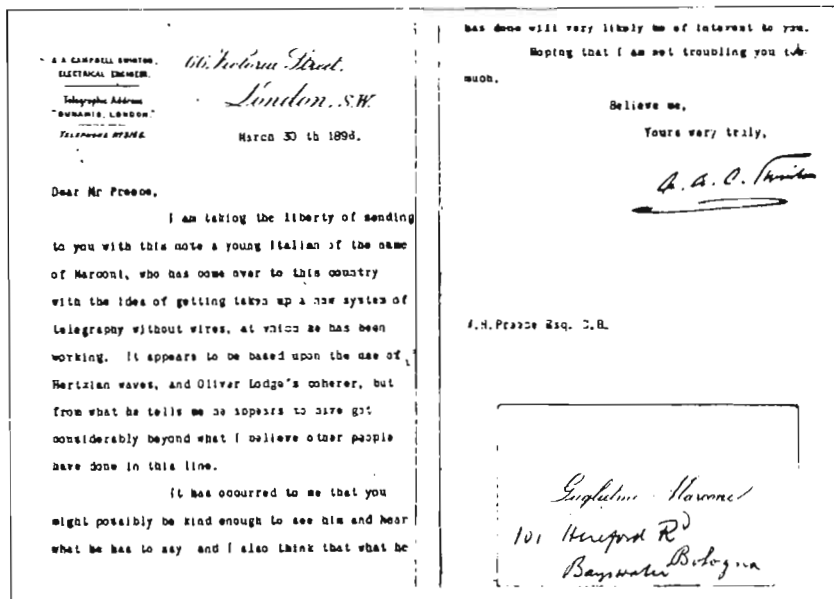 A A CAMPBELL SWINTON.
ELECTRICAL ENGINEER.
Telegraphic Address
"DUNAMIS, LONDON."
TELEPHONE
66, Victoria Street,
London, S.W.
March 30 th 1896.
Dear Mr Preece,
I am taking the liberty of sending
to you with this note a young Italian of the name
of Marconi, who has come over to this country
with the idea of getting taken up a new system of
telegraphy without wires, at which he has been
working. It appears to be based upon the use of
Hertzian waves, and Oliver Lodge's coherer, but
from what he tells me he appears to have got
considerably beyond what I believe other people
have done in this line.
It has occurred to me that you
might possibly be kind enough to see him and hear
what he has to say and I also think that what he
has done will very likely be of interest to you.
Hoping that I am not troubling you too
much.
Believe me,
Yours very truly,
A. A. C. Swinton
W.H. Preece Esq. C.B.
Guglielmo Marconi
101 Hereford Rd
Bayswater
Bologna